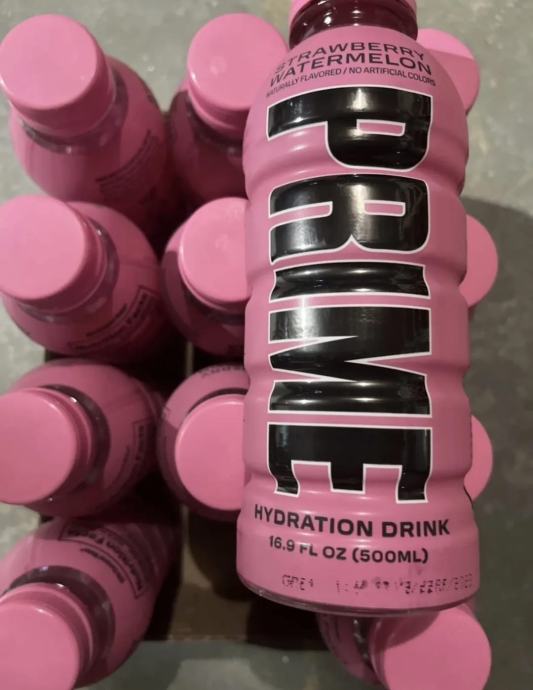 STRAWBERRY
WATERMELON
NATURALLY FLAVORED / NO ARTIFICIAL COLORS
PRIME
HYDRATION DRINK
16.9 FL OZ (500ML)